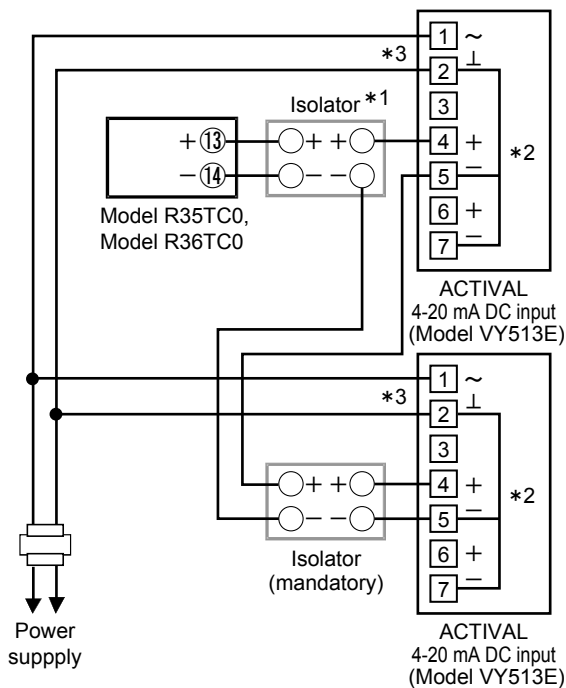 1 ~
*3 2 ⊥
Isolator *1 3
+ ⑬ + + 4 +
− ⑭ − − 5 − *2
6 +
7 −
Model R35TC0,
Model R36TC0
ACTIVAL
4-20 mA DC input
(Model VY513E)
1 ~
*3 2 ⊥
3
+ + 4 +
− − 5 − *2
6 +
7 −
Isolator
(mandatory)
Power
suppply
ACTIVAL
4-20 mA DC input
(Model VY513E)